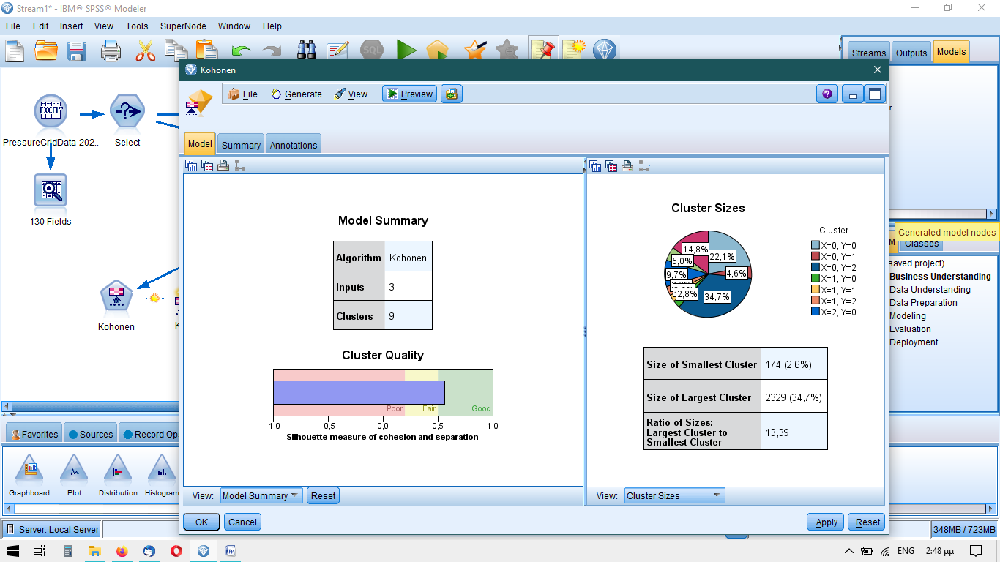 Stream1* - IBM® SPSS® Modeler
File Edit Insert View Tools SuperNode Window Help
SQL
Streams Outputs Models
Kohonen
File Generate View Preview
EXCEL™
PressureGridData-202..
Select
130 Fields
Kohonen
Model Summary Annotations
Model Summary
Algorithm Kohonen
Inputs 3
Clusters 9
Cluster Quality
Poor Fair Good
-1,0 -0,5 0,0 0,5 1,0
Silhouette measure of cohesion and separation
View: Model Summary Reset
Cluster Sizes
14,8%
22,1%
5,0%
9,7%
4,6%
2,8%
34,7%
Cluster
X=0, Y=0
X=0, Y=1
X=0, Y=2
X=1, Y=0
X=1, Y=1
X=1, Y=2
X=2, Y=0
...
Size of Smallest Cluster 174 (2,6%)
Size of Largest Cluster 2329 (34,7%)
Ratio of Sizes:
Largest Cluster to
Smallest Cluster
13,39
View: Cluster Sizes
OK Cancel Apply Reset
Generated model nodes
Classes
saved project)
Business Understanding
Data Understanding
Data Preparation
Modeling
Evaluation
Deployment
Favorites Sources Record Op
Graphboard Plot Distribution Histogram
Server: Local Server
348MB / 723MB
ENG 2:48 μμ